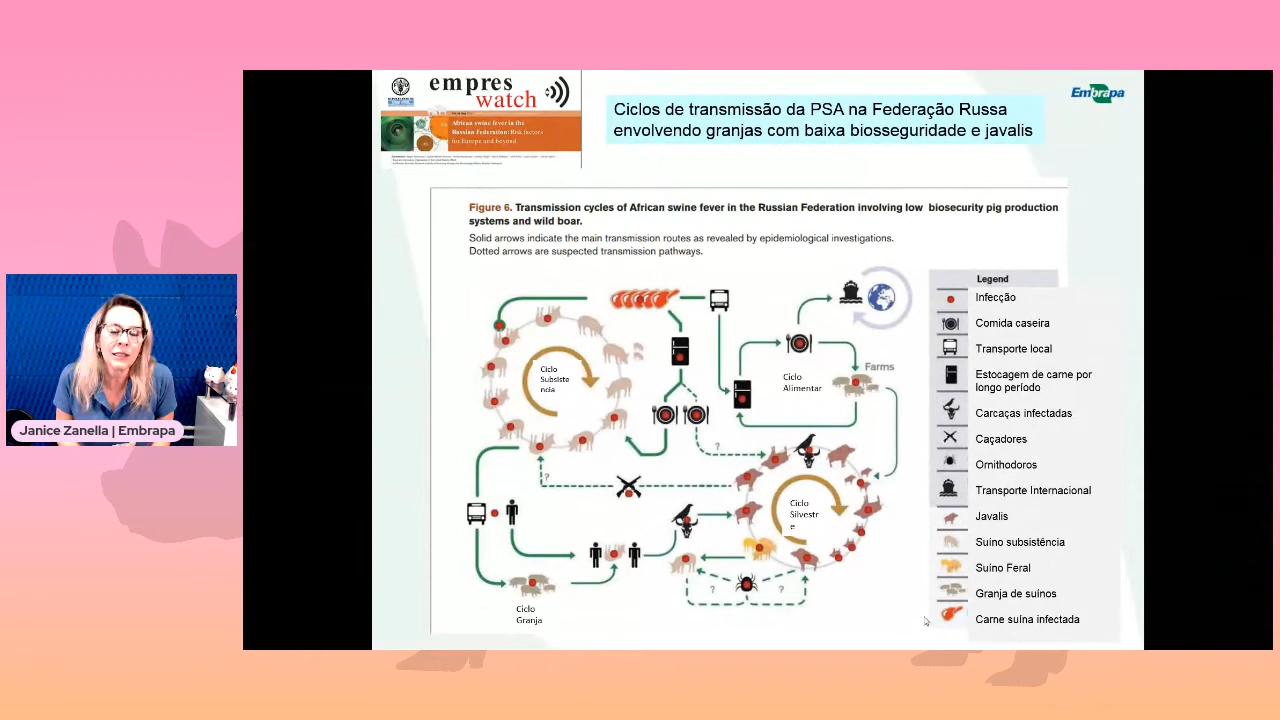 empres
watch
African swine fever in the
Russian Federation: Risk factors
for Europe and beyond
Ciclos de transmissão da PSA na Federação Russa
envolvendo granjas com baixa biosseguridade e javalis
Embrapa
Figure 6. Transmission cycles of African swine fever in the Russian Federation involving low biosecurity pig production
systems and wild boar.
Solid arrows indicate the main transmission routes as revealed by epidemiological investigations.
Dotted arrows are suspected transmission pathways.
Legend
Infecção
Comida caseira
Transporte local
Estocagem de carne por
longo período
Carcaças infectadas
Caçadores
Ornithodoros
Transporte Internacional
Javalis
Suino subsistência
Suino Feral
Granja de suínos
Carne suína infectada
Ciclo
Subsiste
ncia
Ciclo
Alimentar
Farms
?
?
Ciclo
Silvestr
e
?
?
Ciclo
Granja
Janice Zanella | Embrapa